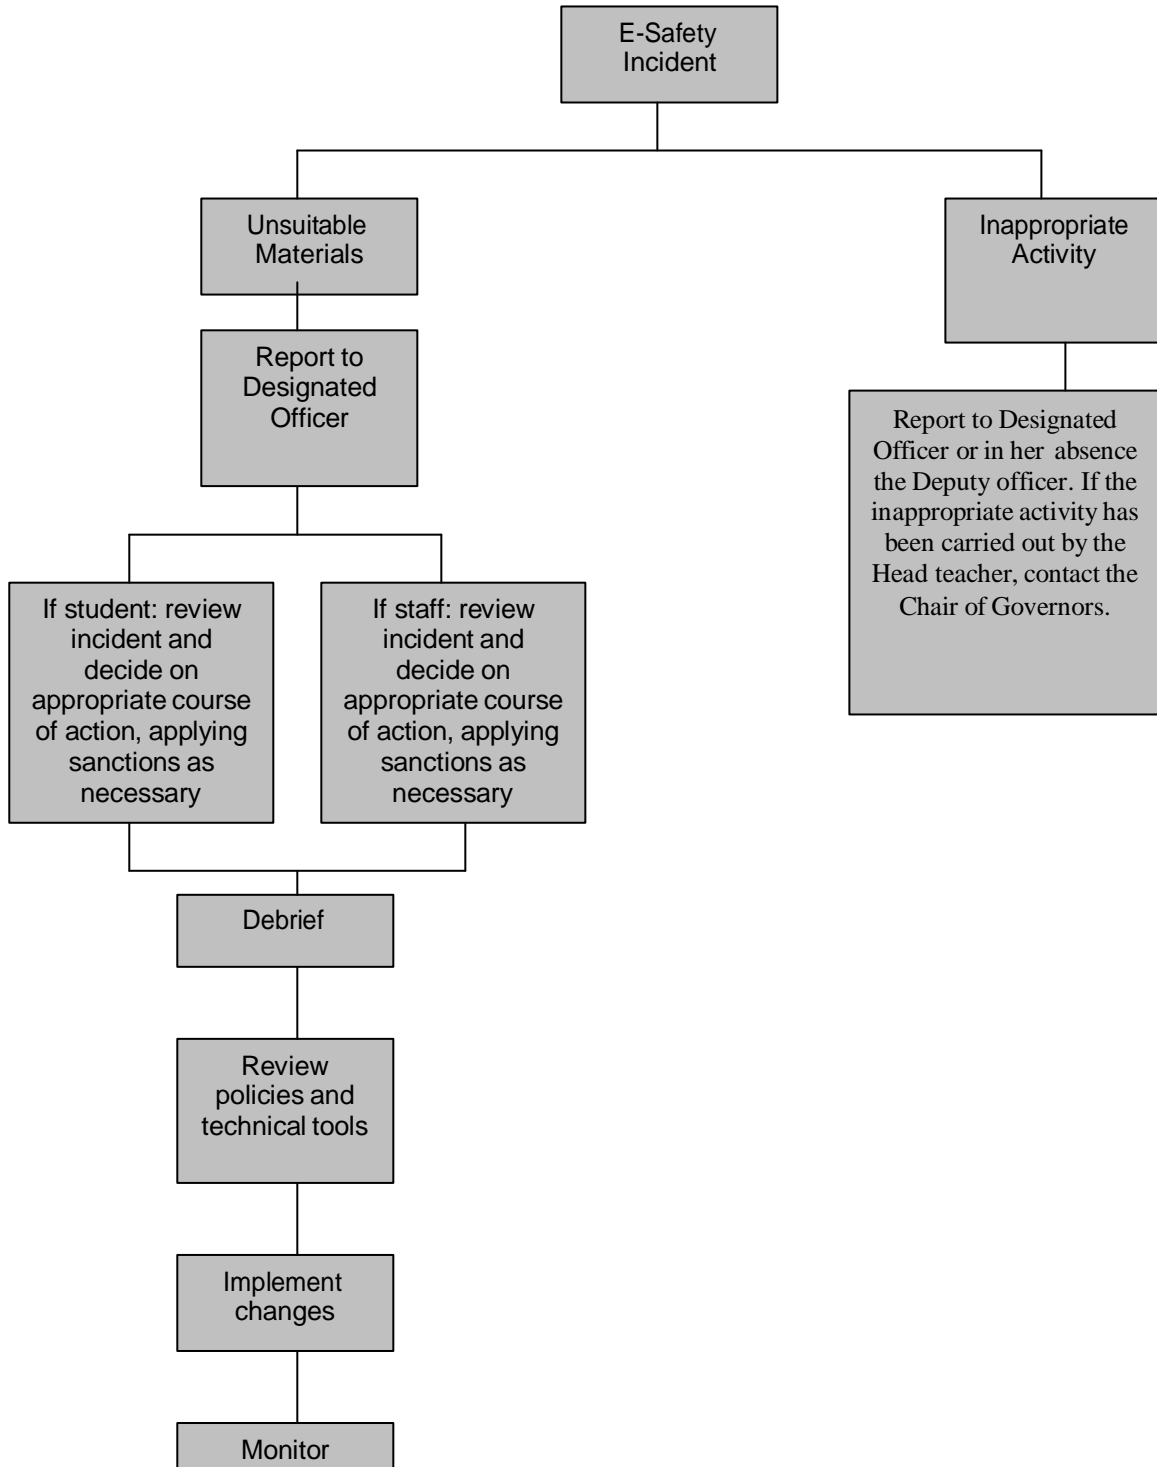 E-Safety
Incident
Unsuitable
Materials
Inappropriate
Activity
Report to
Designated
Officer
Report to Designated
Officer or in her absence
the Deputy officer. If the
inappropriate activity has
been carried out by the
Head teacher, contact the
Chair of Governors.
If student: review
incident and
decide on
appropriate course
of action, applying
sanctions as
necessary
If staff: review
incident and
decide on
appropriate course
of action, applying
sanctions as
necessary
Debrief
Review
policies and
technical tools
Implement
changes
Monitor